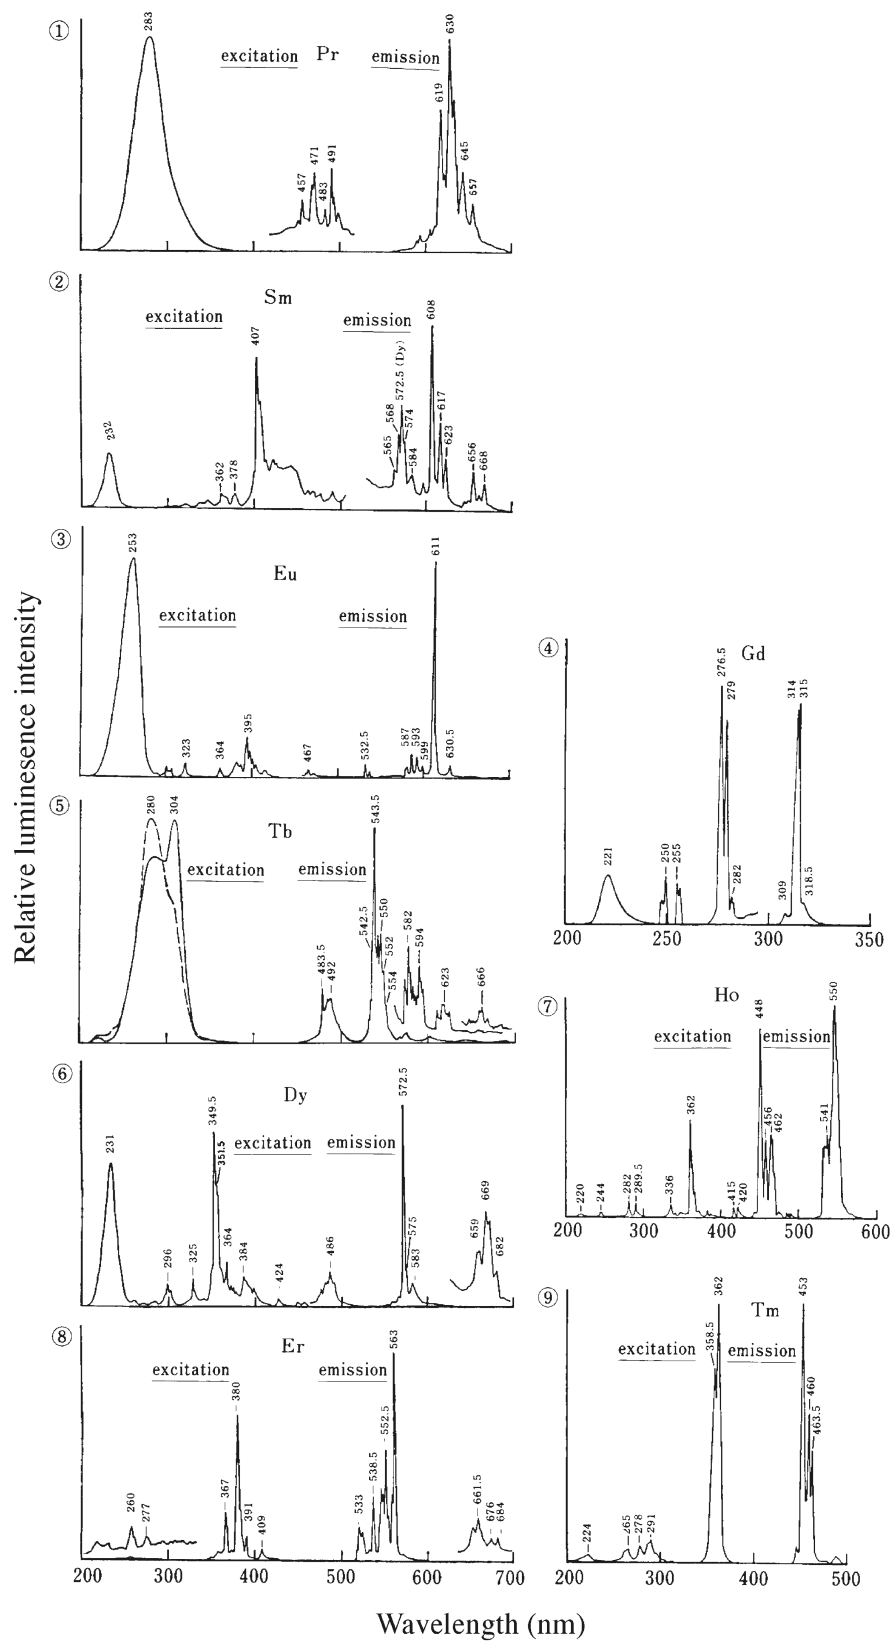 Relative luminesence intensity
① Pr
excitation emission
283 457 471 483 491 619 630 645 657
② Sm
excitation emission
232 362 378 407 565 568 572.5 (Dy) 574 584 608 617 623 656 668
③ Eu
excitation emission
253 323 364 395 467 532.5 587 593 599 611 630.5
④ Gd
221 250 255 276.5 279 282 309 314 315 318.5
200 250 300 350
⑤ Tb
excitation emission
280 304 483.5 492 542.5 543.5 550 552 554 582 594 623 666
⑥ Dy
excitation emission
231 296 325 349.5 351.5 364 384 424 486 572.5 575 583 659 669 682
⑦ Ho
excitation emission
220 244 282 289.5 336 362 415 420 448 456 462 541 550
200 300 400 500 600
⑧ Er
excitation emission
260 277 367 380 391 409 533 538.5 552.5 563 661.5 676 684
200 300 400 500 600 700
⑨ Tm
excitation emission
224 265 278 291 358.5 362 453 460 463.5
200 300 400 500
Wavelength (nm)